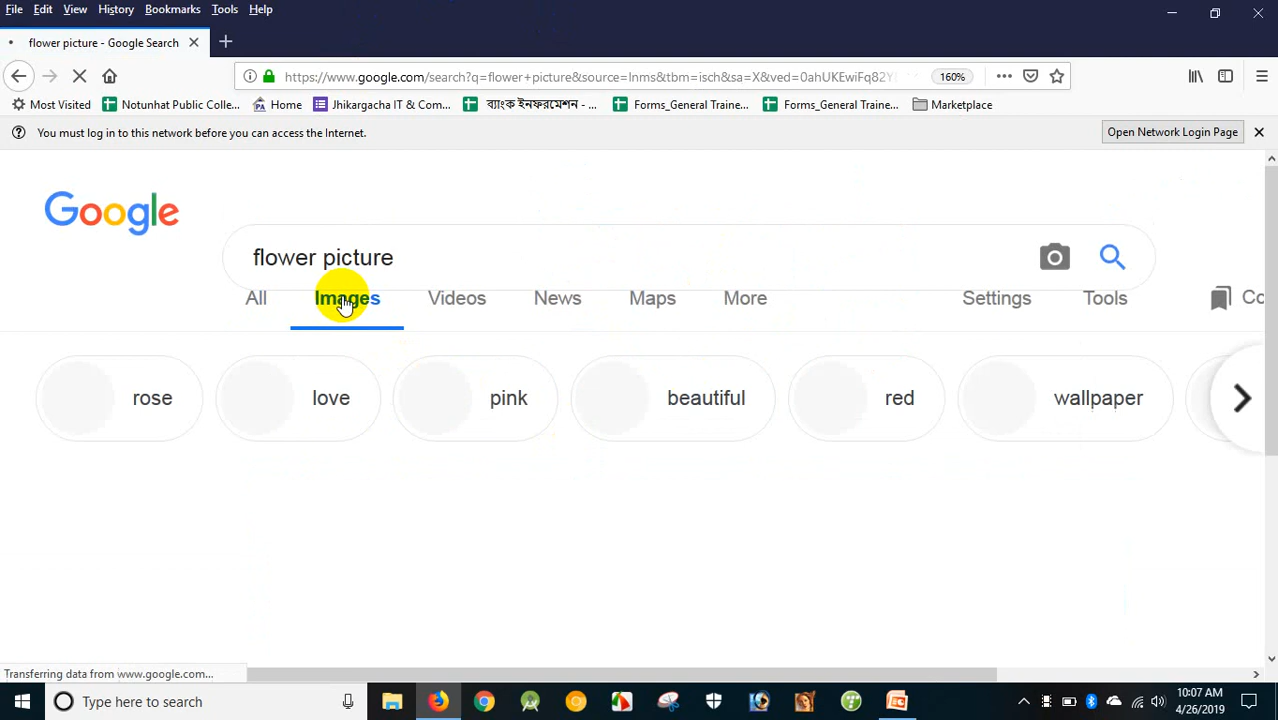 File Edit View History Bookmarks Tools Help
flower picture - Google Search
https://www.google.com/search?q=flower+picture&source=lnms&tbm=isch&sa=X&ved=0ahUKEwiFq82Y 160%
Most Visited Notunhat Public Colle... Home Jhikargacha IT & Com... ব্যাংক ইনফরমেশন - ... Forms_General Traine... Forms_General Traine... Marketplace
You must log in to this network before you can access the Internet. Open Network Login Page
Google
flower picture
All Images Videos News Maps More Settings Tools Co
rose love pink beautiful red wallpaper
Transferring data from www.google.com...
Type here to search
10:07 AM
4/26/2019